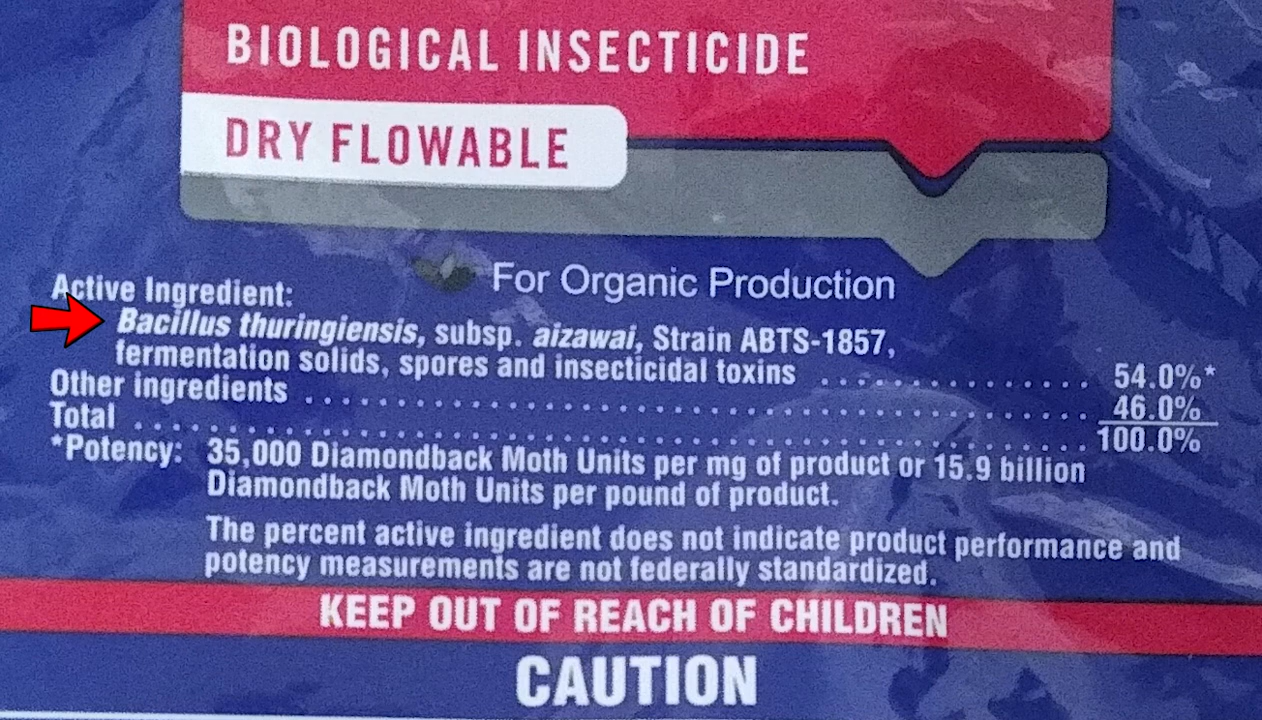 BIOLOGICAL INSECTICIDE
DRY FLOWABLE
For Organic Production
Active Ingredient:
Bacillus thuringiensis, subsp. aizawai, Strain ABTS-1857,
fermentation solids, spores and insecticidal toxins .......................... 54.0%*
Other ingredients ............................................................ 46.0%
Total ............................................................ 100.0%
*Potency: 35,000 Diamondback Moth Units per mg of product or 15.9 billion
Diamondback Moth Units per pound of product.
The percent active ingredient does not indicate product performance and
potency measurements are not federally standardized.
KEEP OUT OF REACH OF CHILDREN
CAUTION